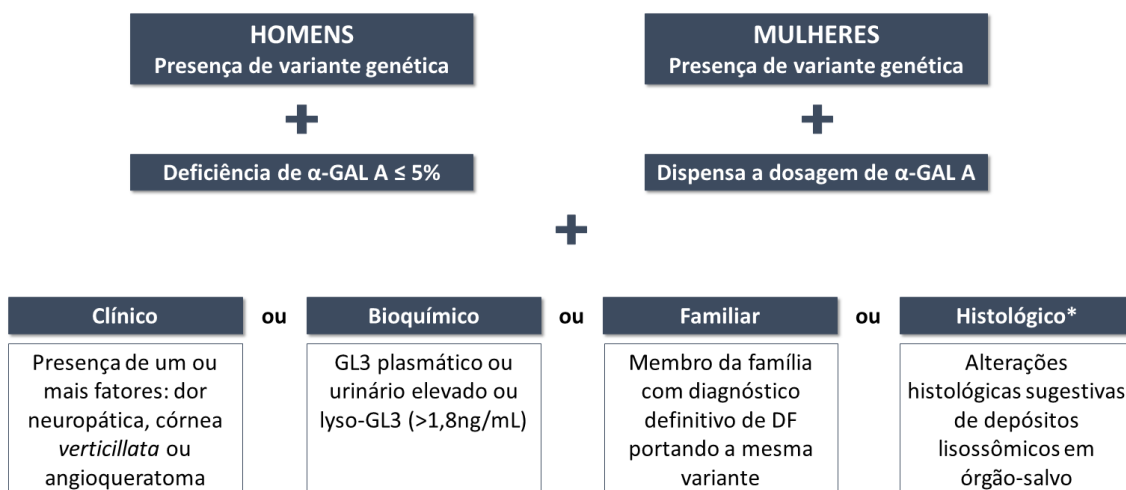 HOMENS
Presença de variante genética
MULHERES
Presença de variante genética
+
+
Deficiência de α-GAL A ≤ 5%
Dispensa a dosagem de α-GAL A
+
Clínico
ou
Bioquímico
ou
Familiar
ou
Histológico*
Presença de um ou
mais fatores: dor
neuropática, córnea
verticillata ou
angioqueratoma
GL3 plasmático ou
urinário elevado ou
lyso-GL3 (>1,8ng/mL)
Membro da família
com diagnóstico
definitivo de DF
portando a mesma
variante
Alterações
histológicas sugestivas
de depósitos
lisossômicos em
órgão-salvo